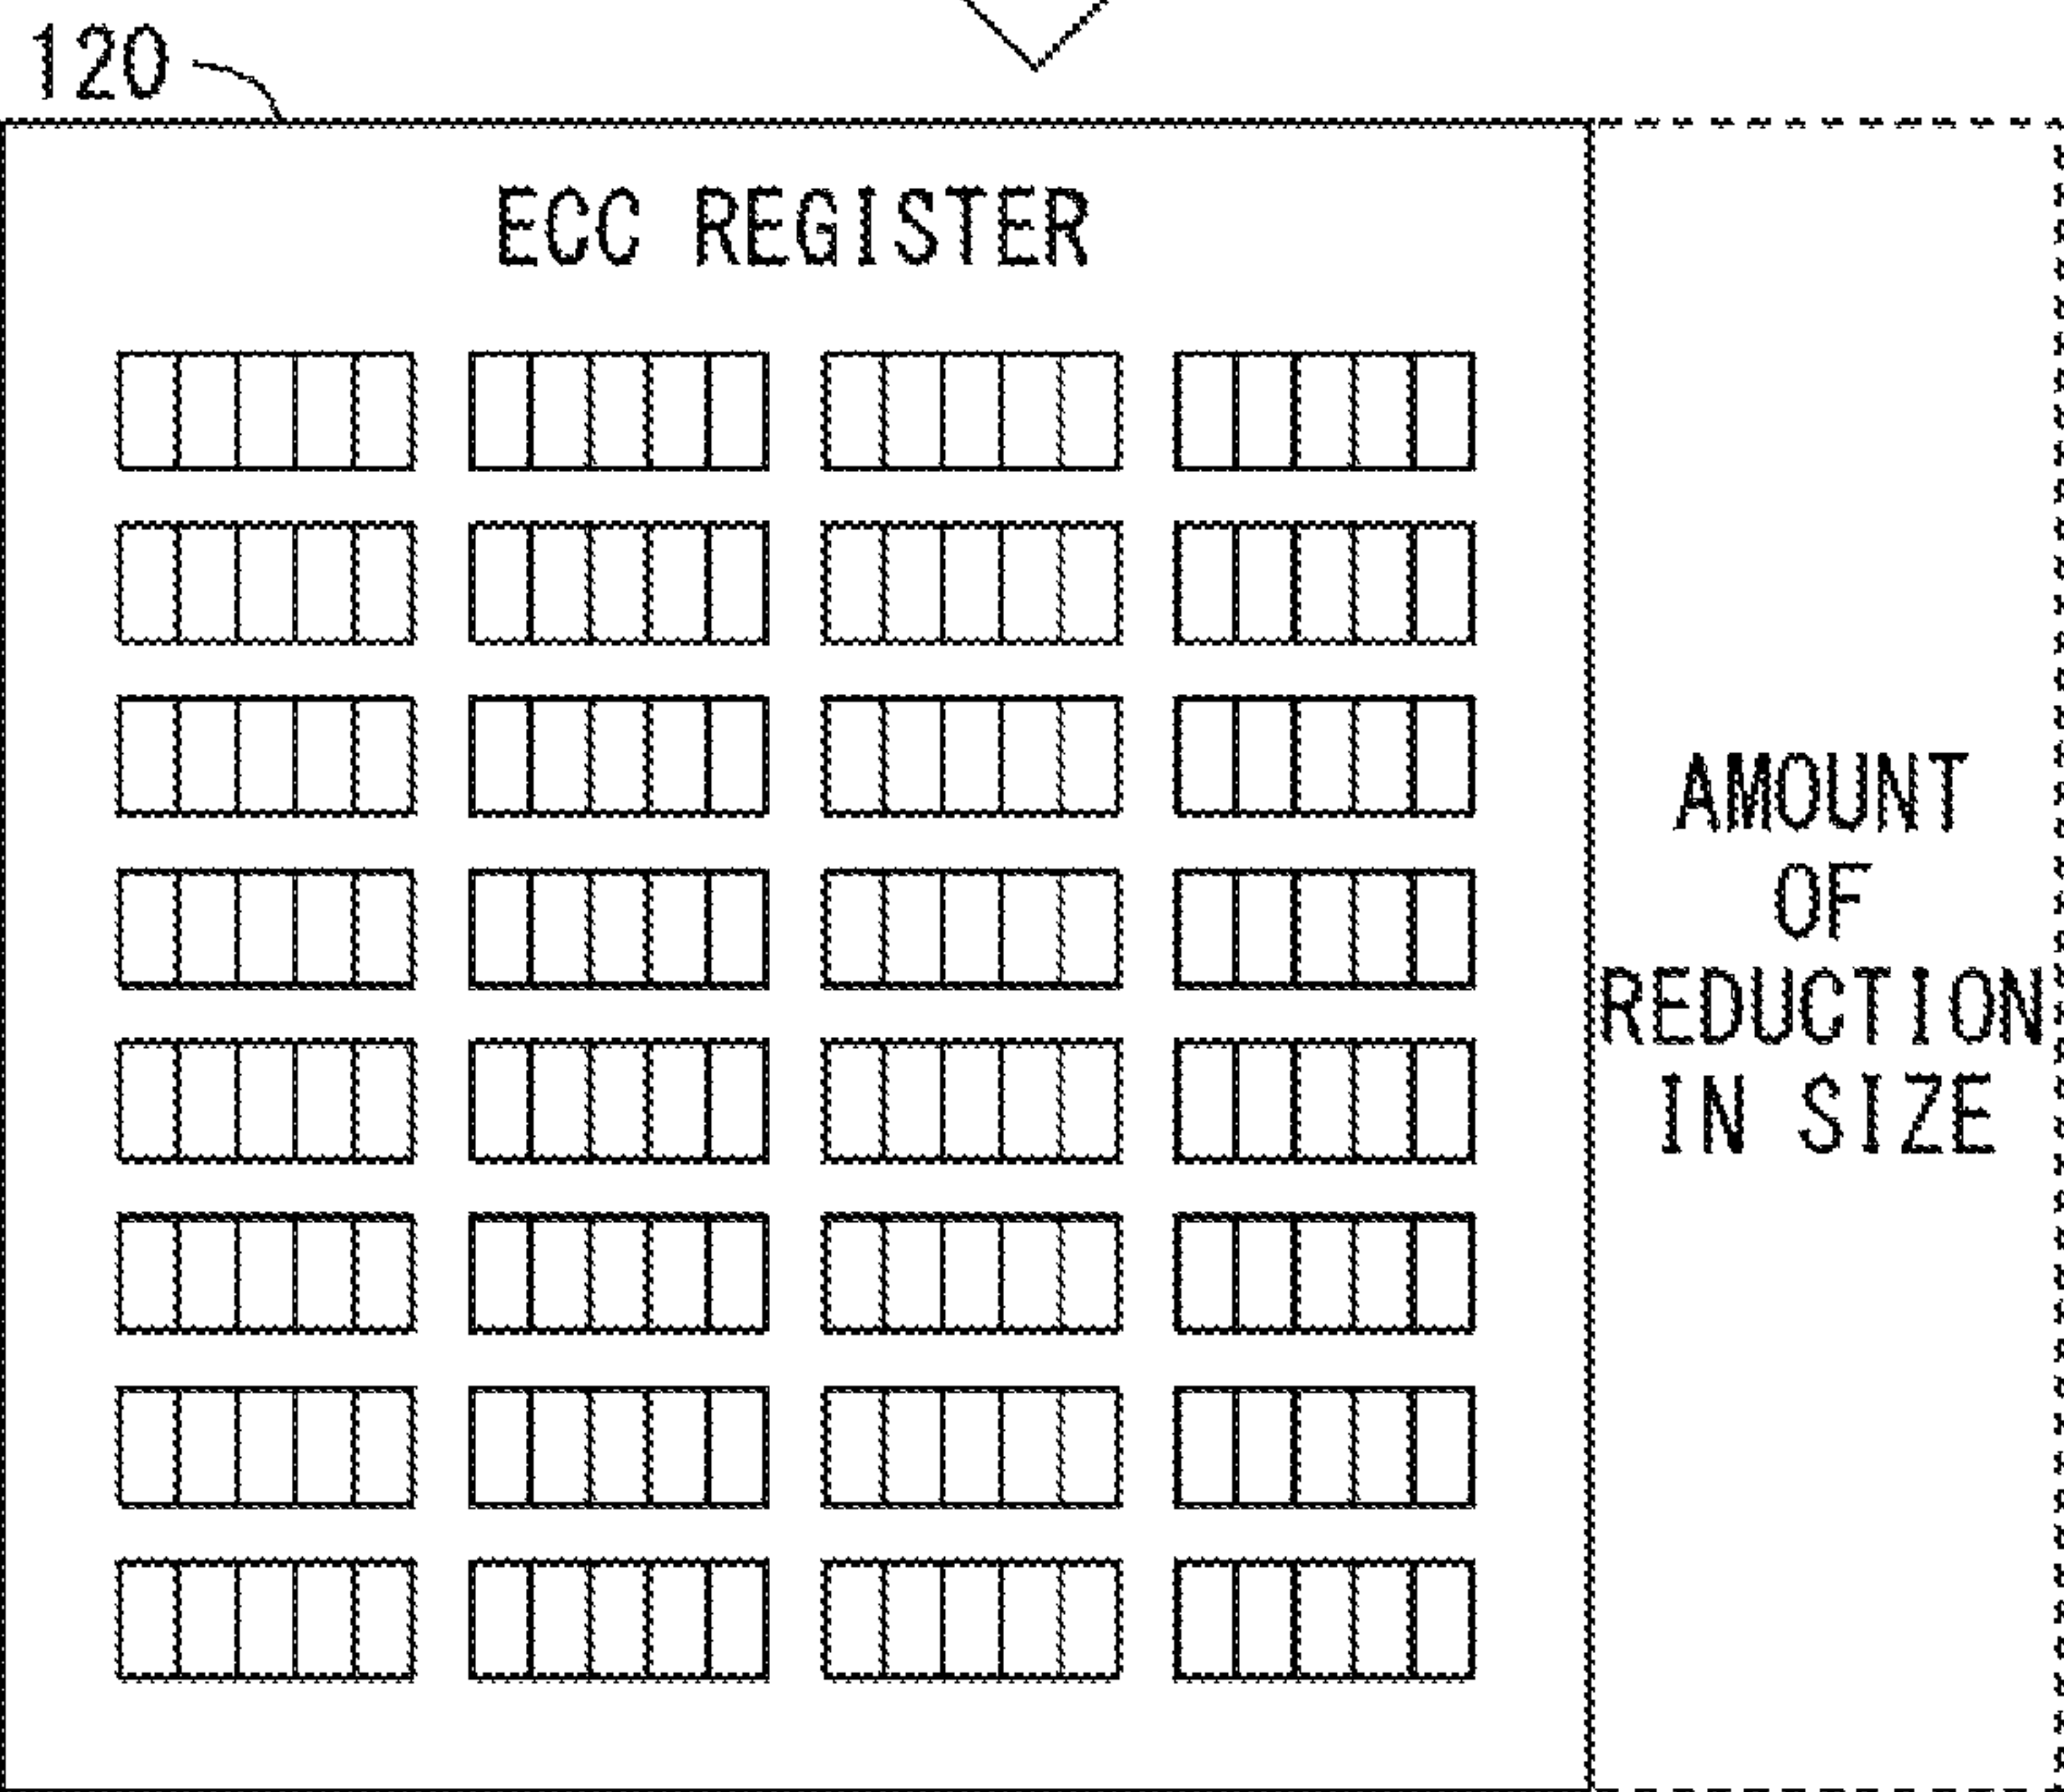 120
ECC REGISTER
AMOUNT
OF
REDUCTION
IN SIZE